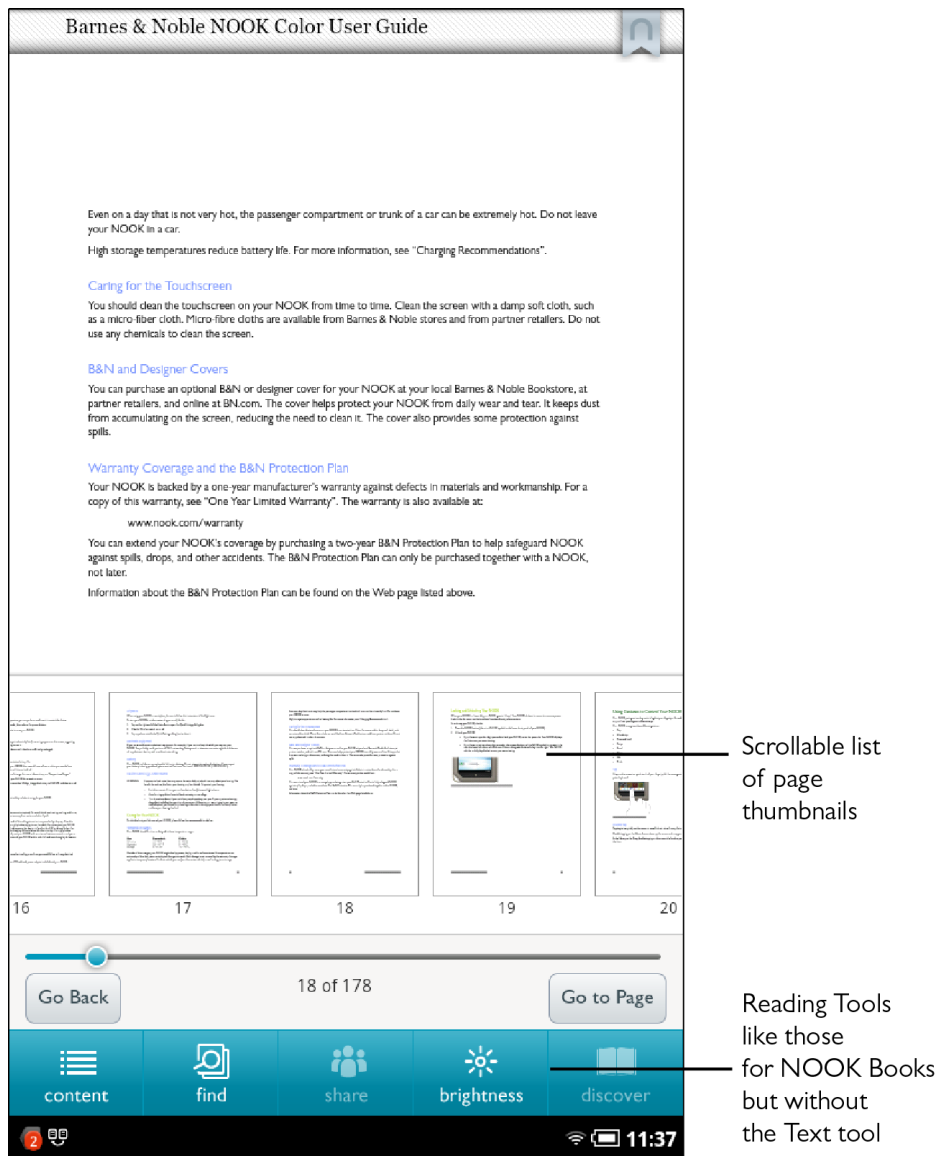 Barnes & Noble NOOK Color User Guide
Even on a day that is not very hot, the passenger compartment or trunk of a car can be extremely hot. Do not leave
your NOOK in a car.
High storage temperatures reduce battery life. For more information, see “Charging Recommendations”.
Caring for the Touchscreen
You should clean the touchscreen on your NOOK from time to time. Clean the screen with a damp soft cloth, such
as a micro-fiber cloth. Micro-fibre cloths are available from Barnes & Noble stores and from partner retailers. Do not
use any chemicals to clean the screen.
B&N and Designer Covers
You can purchase an optional B&N or designer cover for your NOOK at your local Barnes & Noble Bookstore, at
partner retailers, and online at BN.com. The cover helps protect your NOOK from daily wear and tear. It keeps dust
from accumulating on the screen, reducing the need to clean it. The cover also provides some protection against
spills.
Warranty Coverage and the B&N Protection Plan
Your NOOK is backed by a one-year manufacturer's warranty against defects in materials and workmanship. For a
copy of this warranty, see "One Year Limited Warranty". The warranty is also available at:
www.nook.com/warranty
You can extend your NOOK's coverage by purchasing a two-year B&N Protection Plan to help safeguard NOOK
against spills, drops, and other accidents. The B&N Protection Plan can only be purchased together with a NOOK,
not later.
Information about the B&N Protection Plan can be found on the Web page listed above.
16 17 18 19 20
Scrollable list
of page
thumbnails
18 of 178
Go Back
Go to Page
content find share brightness discover
Reading Tools
like those
for NOOK Books
but without
the Text tool
2
11:37